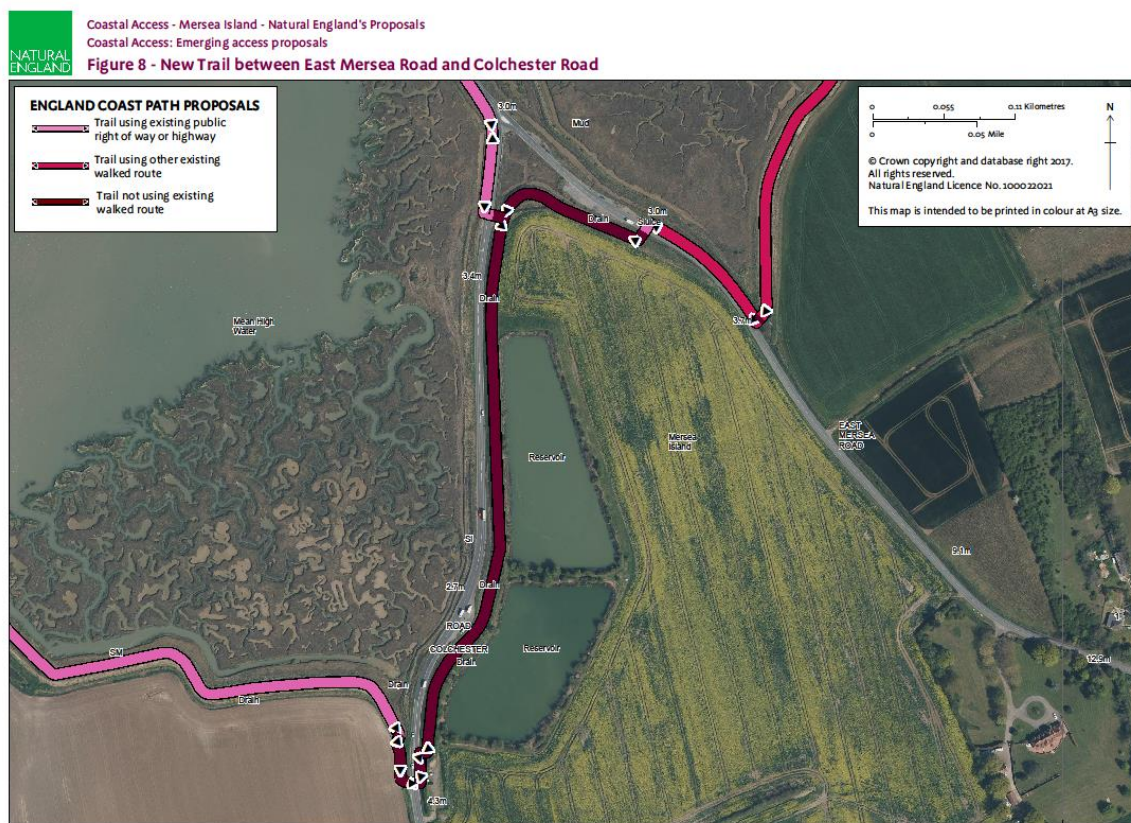 NATURAL
ENGLAND
Coastal Access - Mersea Island - Natural England's Proposals
Coastal Access: Emerging access proposals
Figure 8 - New Trail between East Mersea Road and Colchester Road
ENGLAND COAST PATH PROPOSALS
Trail using existing public
right of way or highway
Trail using other existing
walked route
Trail not using existing
walked route
0 0.055 0.11 Kilometres
0 0.05 Mile
N
© Crown copyright and database right 2017.
All rights reserved.
Natural England Licence No. 100022021
This map is intended to be printed in colour at A3 size.
3.0m
Mud
3.0m
Sluice
Drain
3.4m
Drain
Mean High
Water
EAST
MERSEA
ROAD
Mersea
Island
Reservoir
Sl
9.1m
2.7m
Drain
ROAD
COLCHESTER
Drain
Reservoir
SM
12.9m
Drain
Drain
4.3m